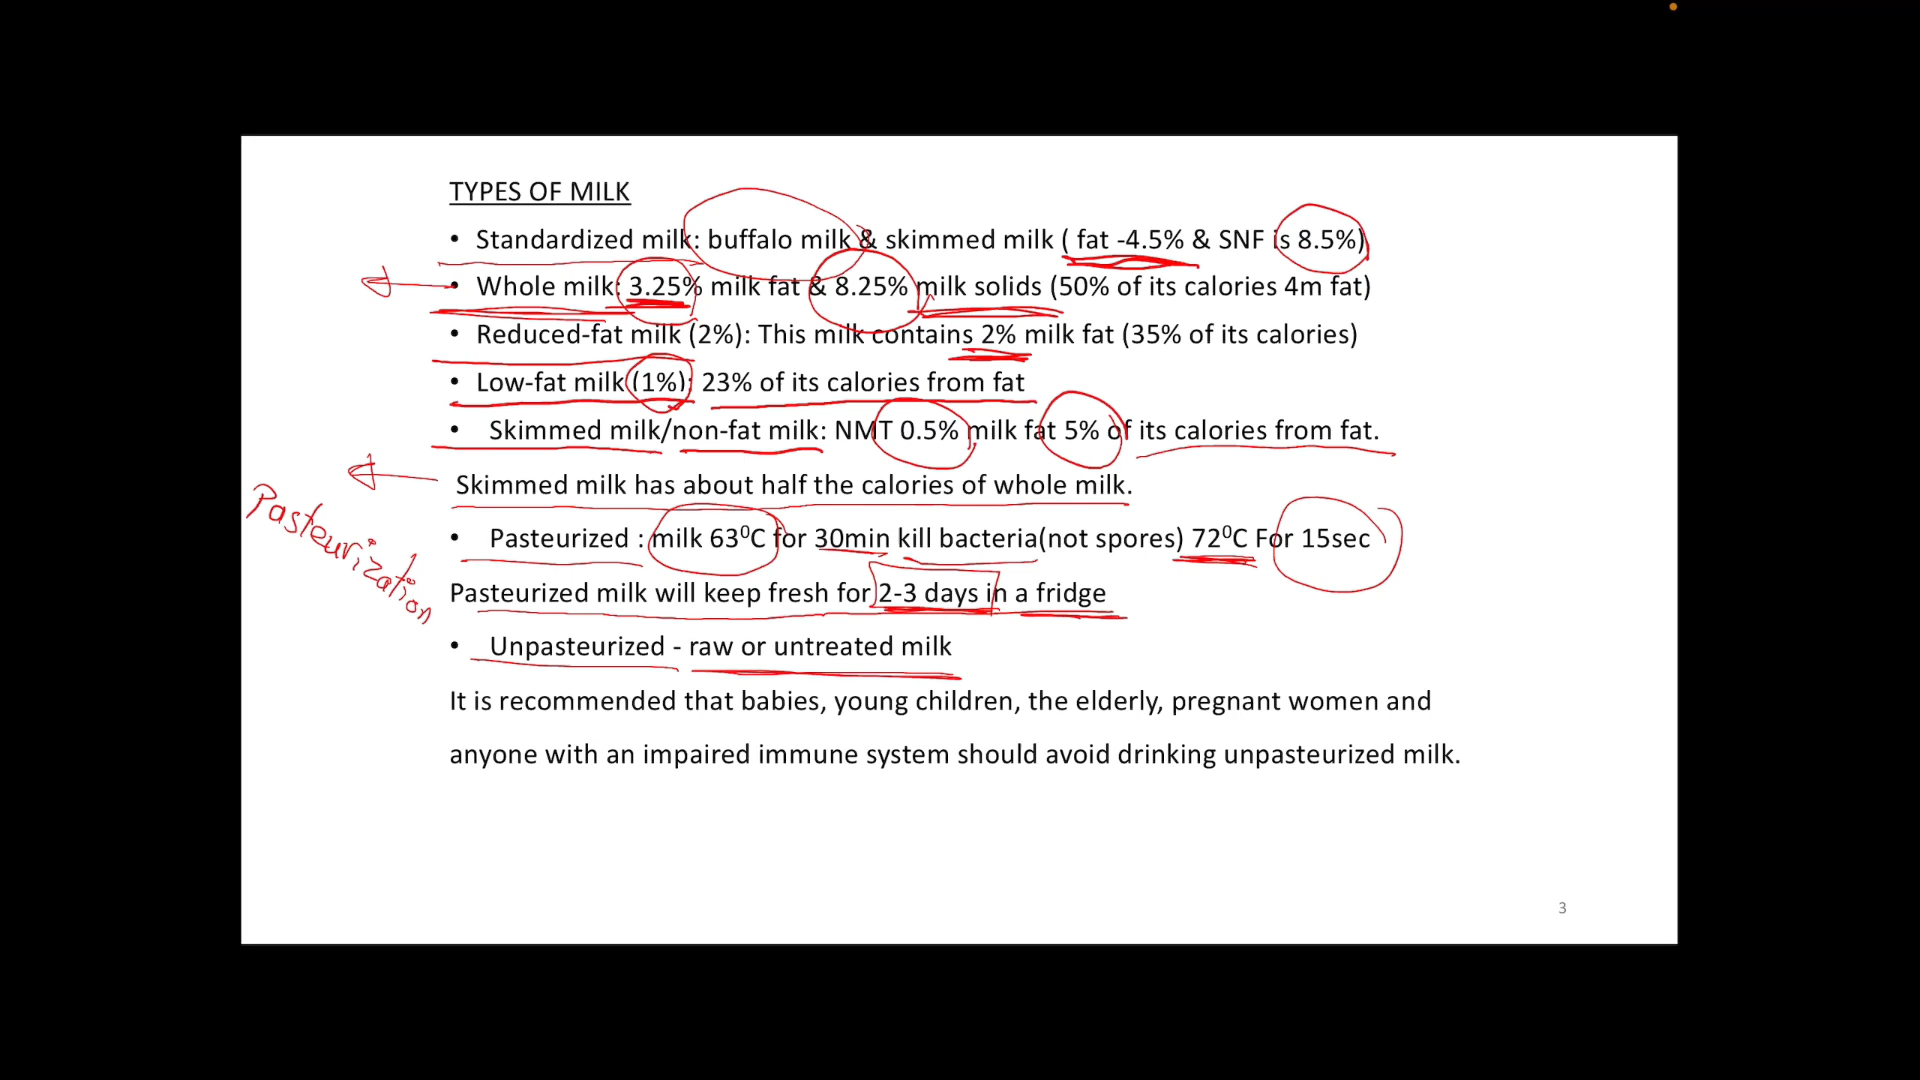 TYPES OF MILK
• Standardized milk: buffalo milk & skimmed milk ( fat -4.5% & SNF is 8.5%)
• Whole milk: 3.25% milk fat & 8.25% milk solids (50% of its calories 4m fat)
• Reduced-fat milk (2%): This milk contains 2% milk fat (35% of its calories)
• Low-fat milk (1%): 23% of its calories from fat
• Skimmed milk/non-fat milk: NMT 0.5% milk fat 5% of its calories from fat.
Skimmed milk has about half the calories of whole milk.
Pasteurization
• Pasteurized : milk 63⁰C for 30min kill bacteria(not spores) 72⁰C For 15sec
Pasteurized milk will keep fresh for 2-3 days in a fridge
• Unpasteurized - raw or untreated milk
It is recommended that babies, young children, the elderly, pregnant women and
anyone with an impaired immune system should avoid drinking unpasteurized milk.
3